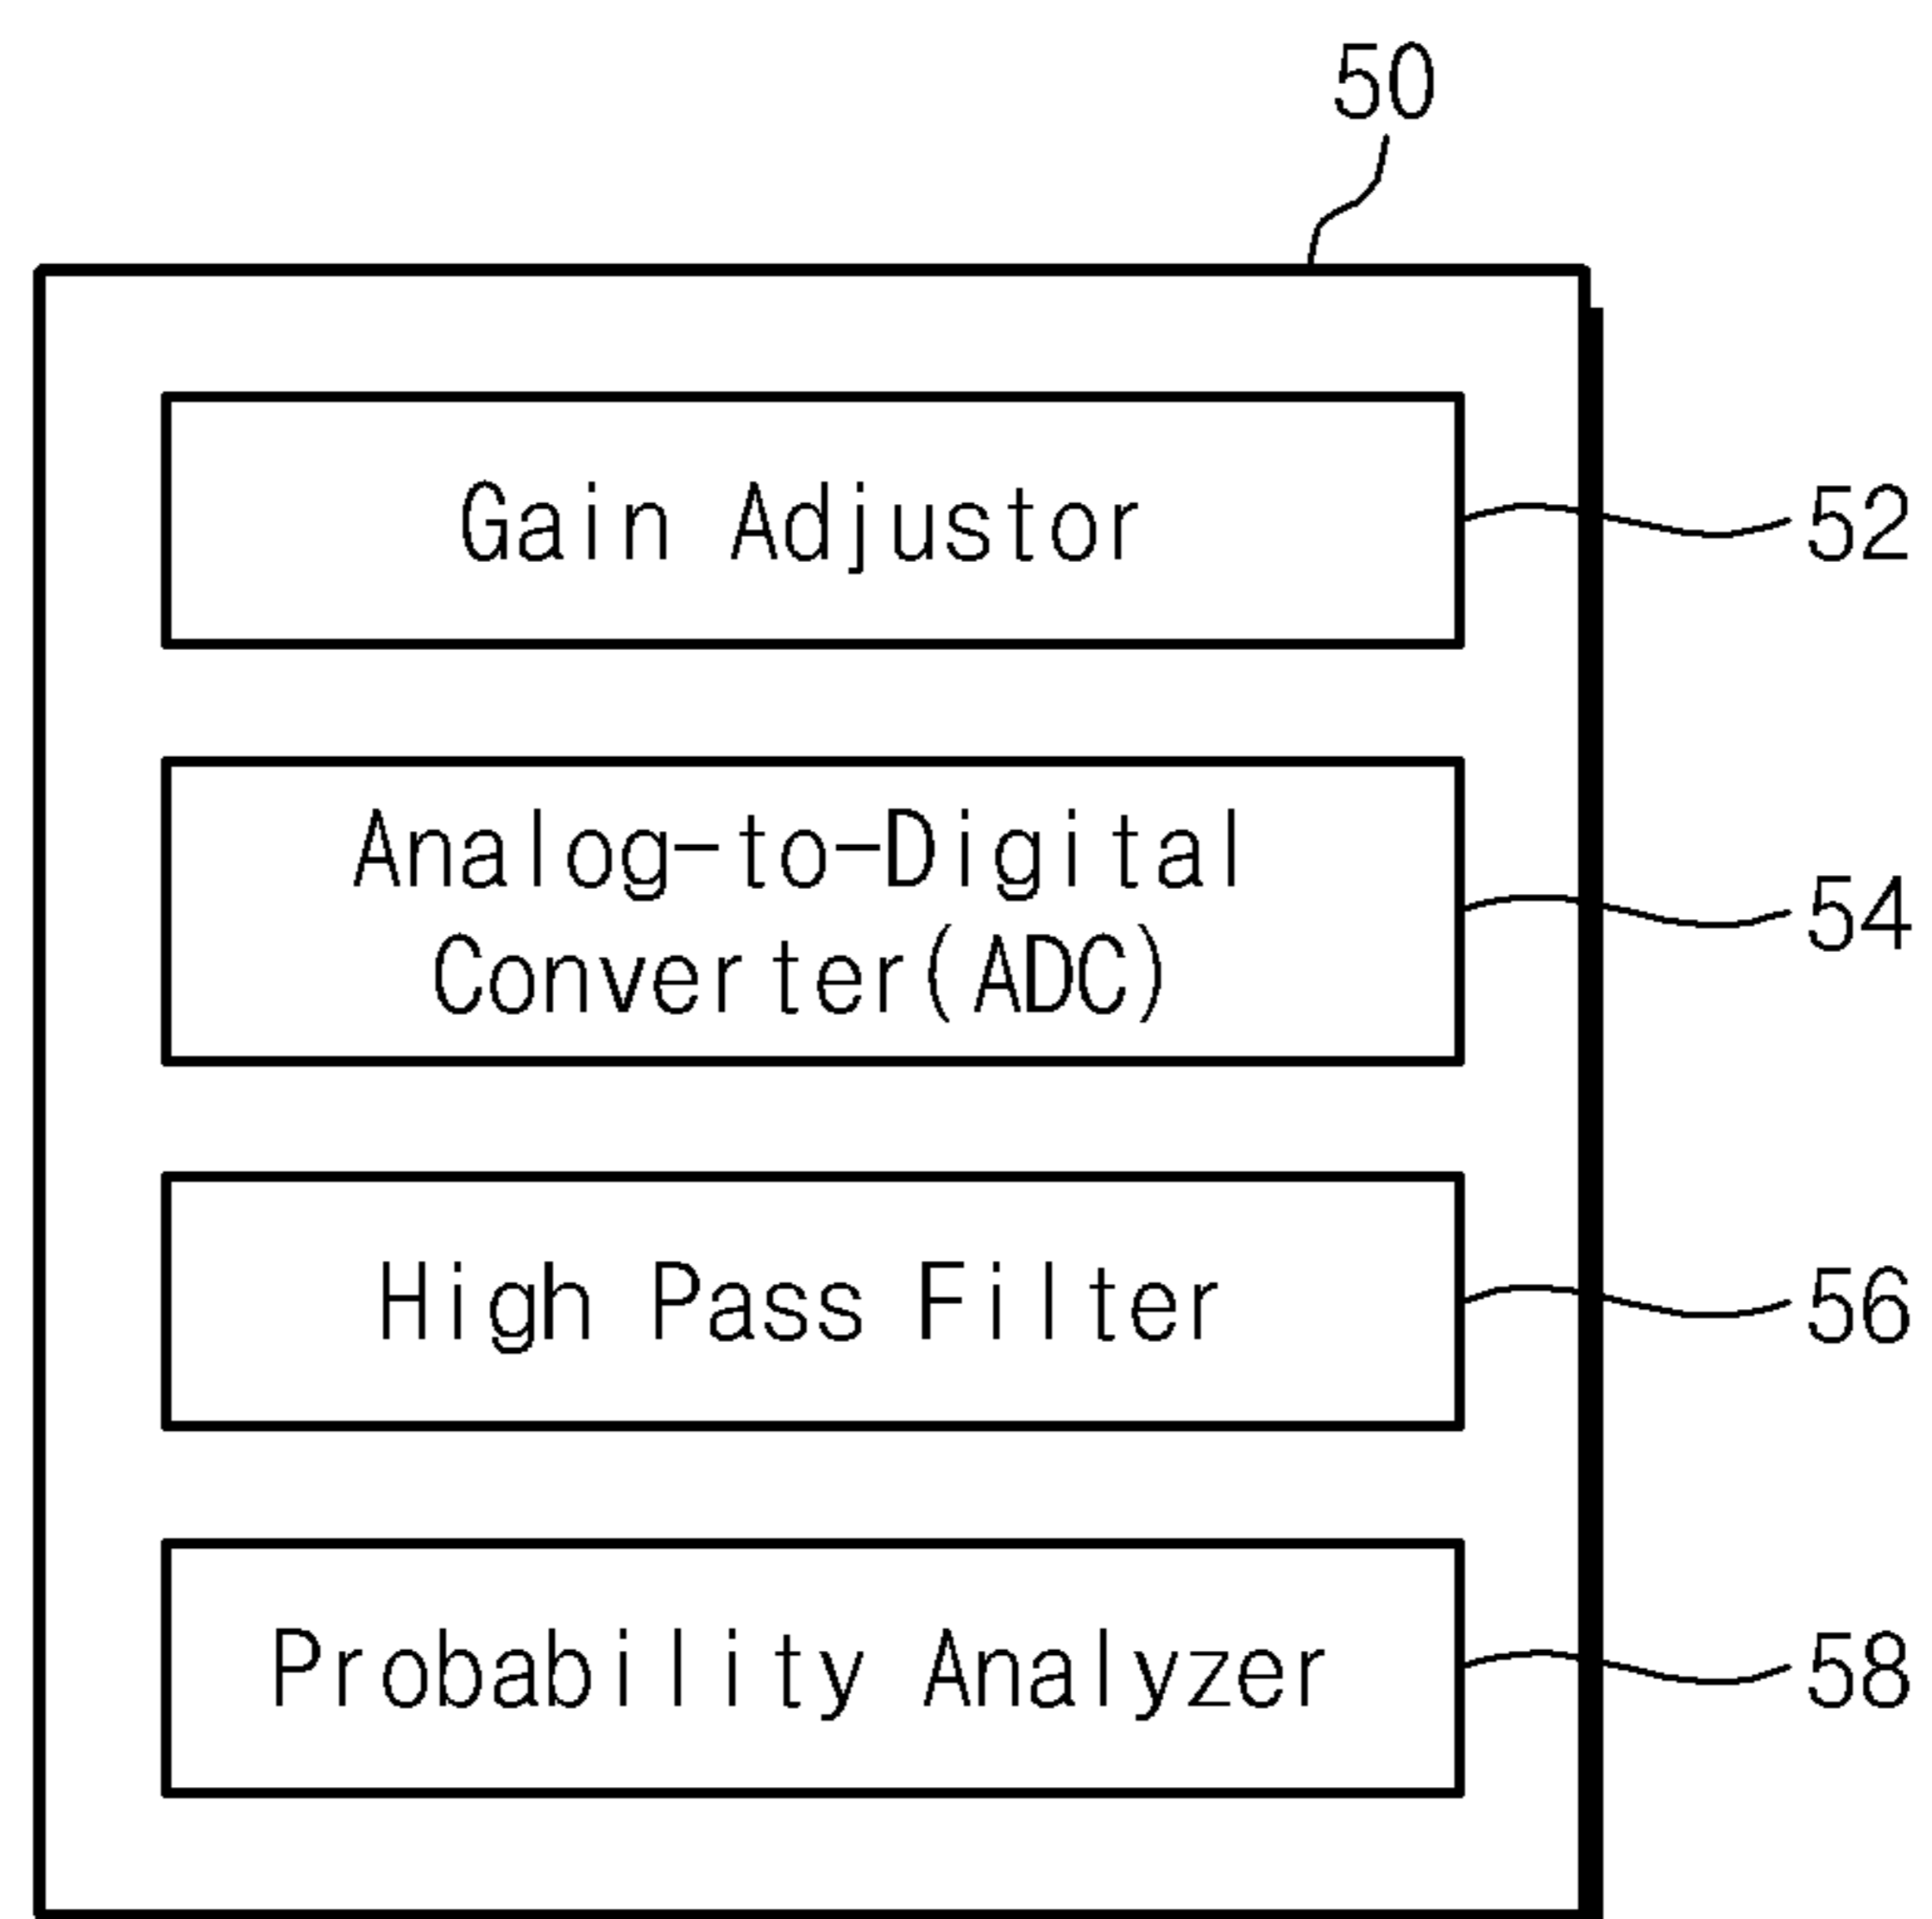 50
Gain Adjustor
52
Analog-to-Digital
Converter(ADC)
54
High Pass Filter
56
Probability Analyzer
58